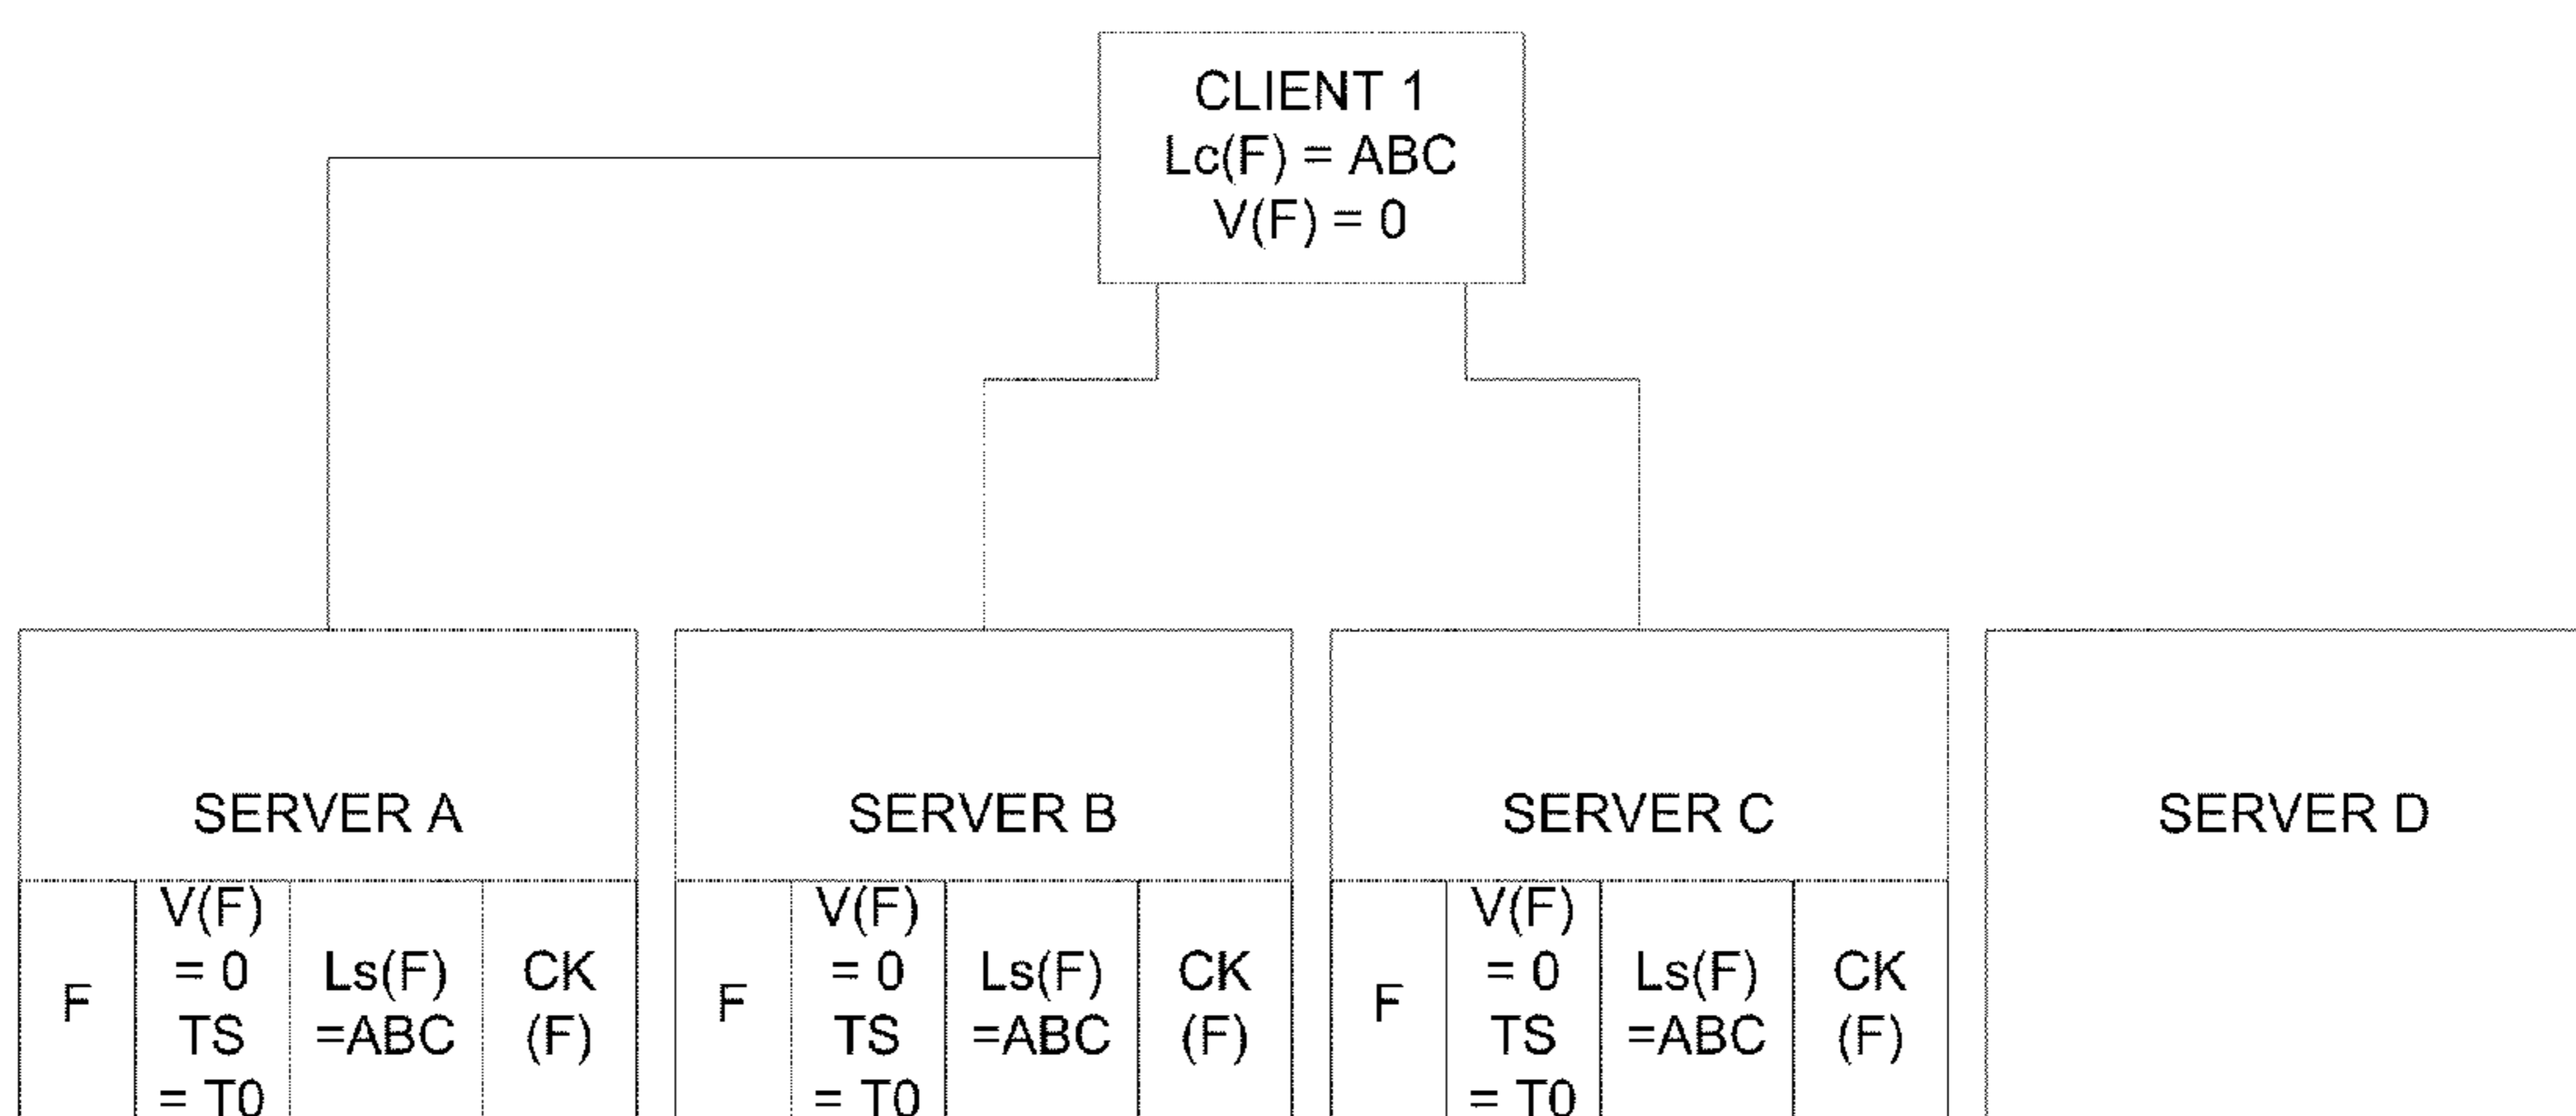 CLIENT 1
Lc(F) = ABC
V(F) = 0
SERVER A
F
V(F)
= 0
TS
= T0
Ls(F)
=ABC
CK
(F)
SERVER B
F
V(F)
= 0
TS
= T0
Ls(F)
=ABC
CK
(F)
SERVER C
F
V(F)
= 0
TS
= T0
Ls(F)
=ABC
CK
(F)
SERVER D